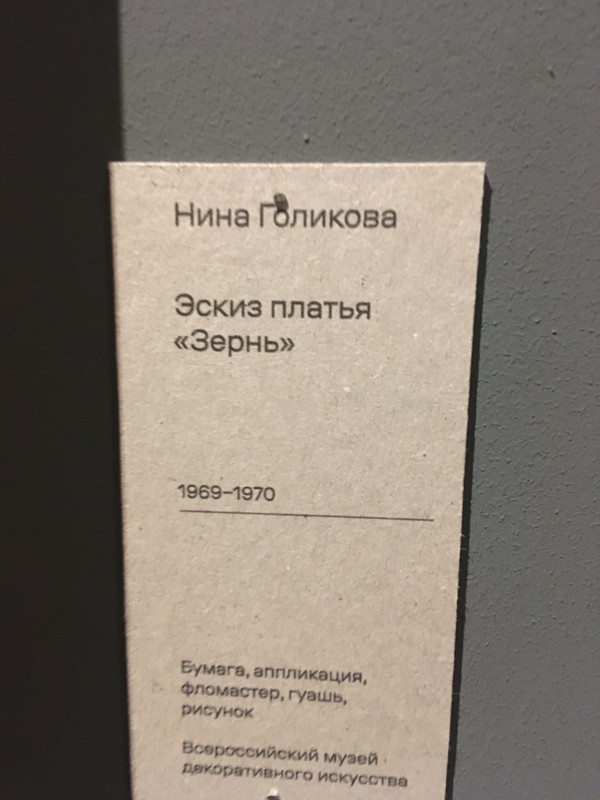 Нина Голикова
Эскиз платья
«Зернь»
1969–1970
Бумага, аппликация,
фломастер, гуашь,
рисунок
Всероссийский музей
декоративного искусства